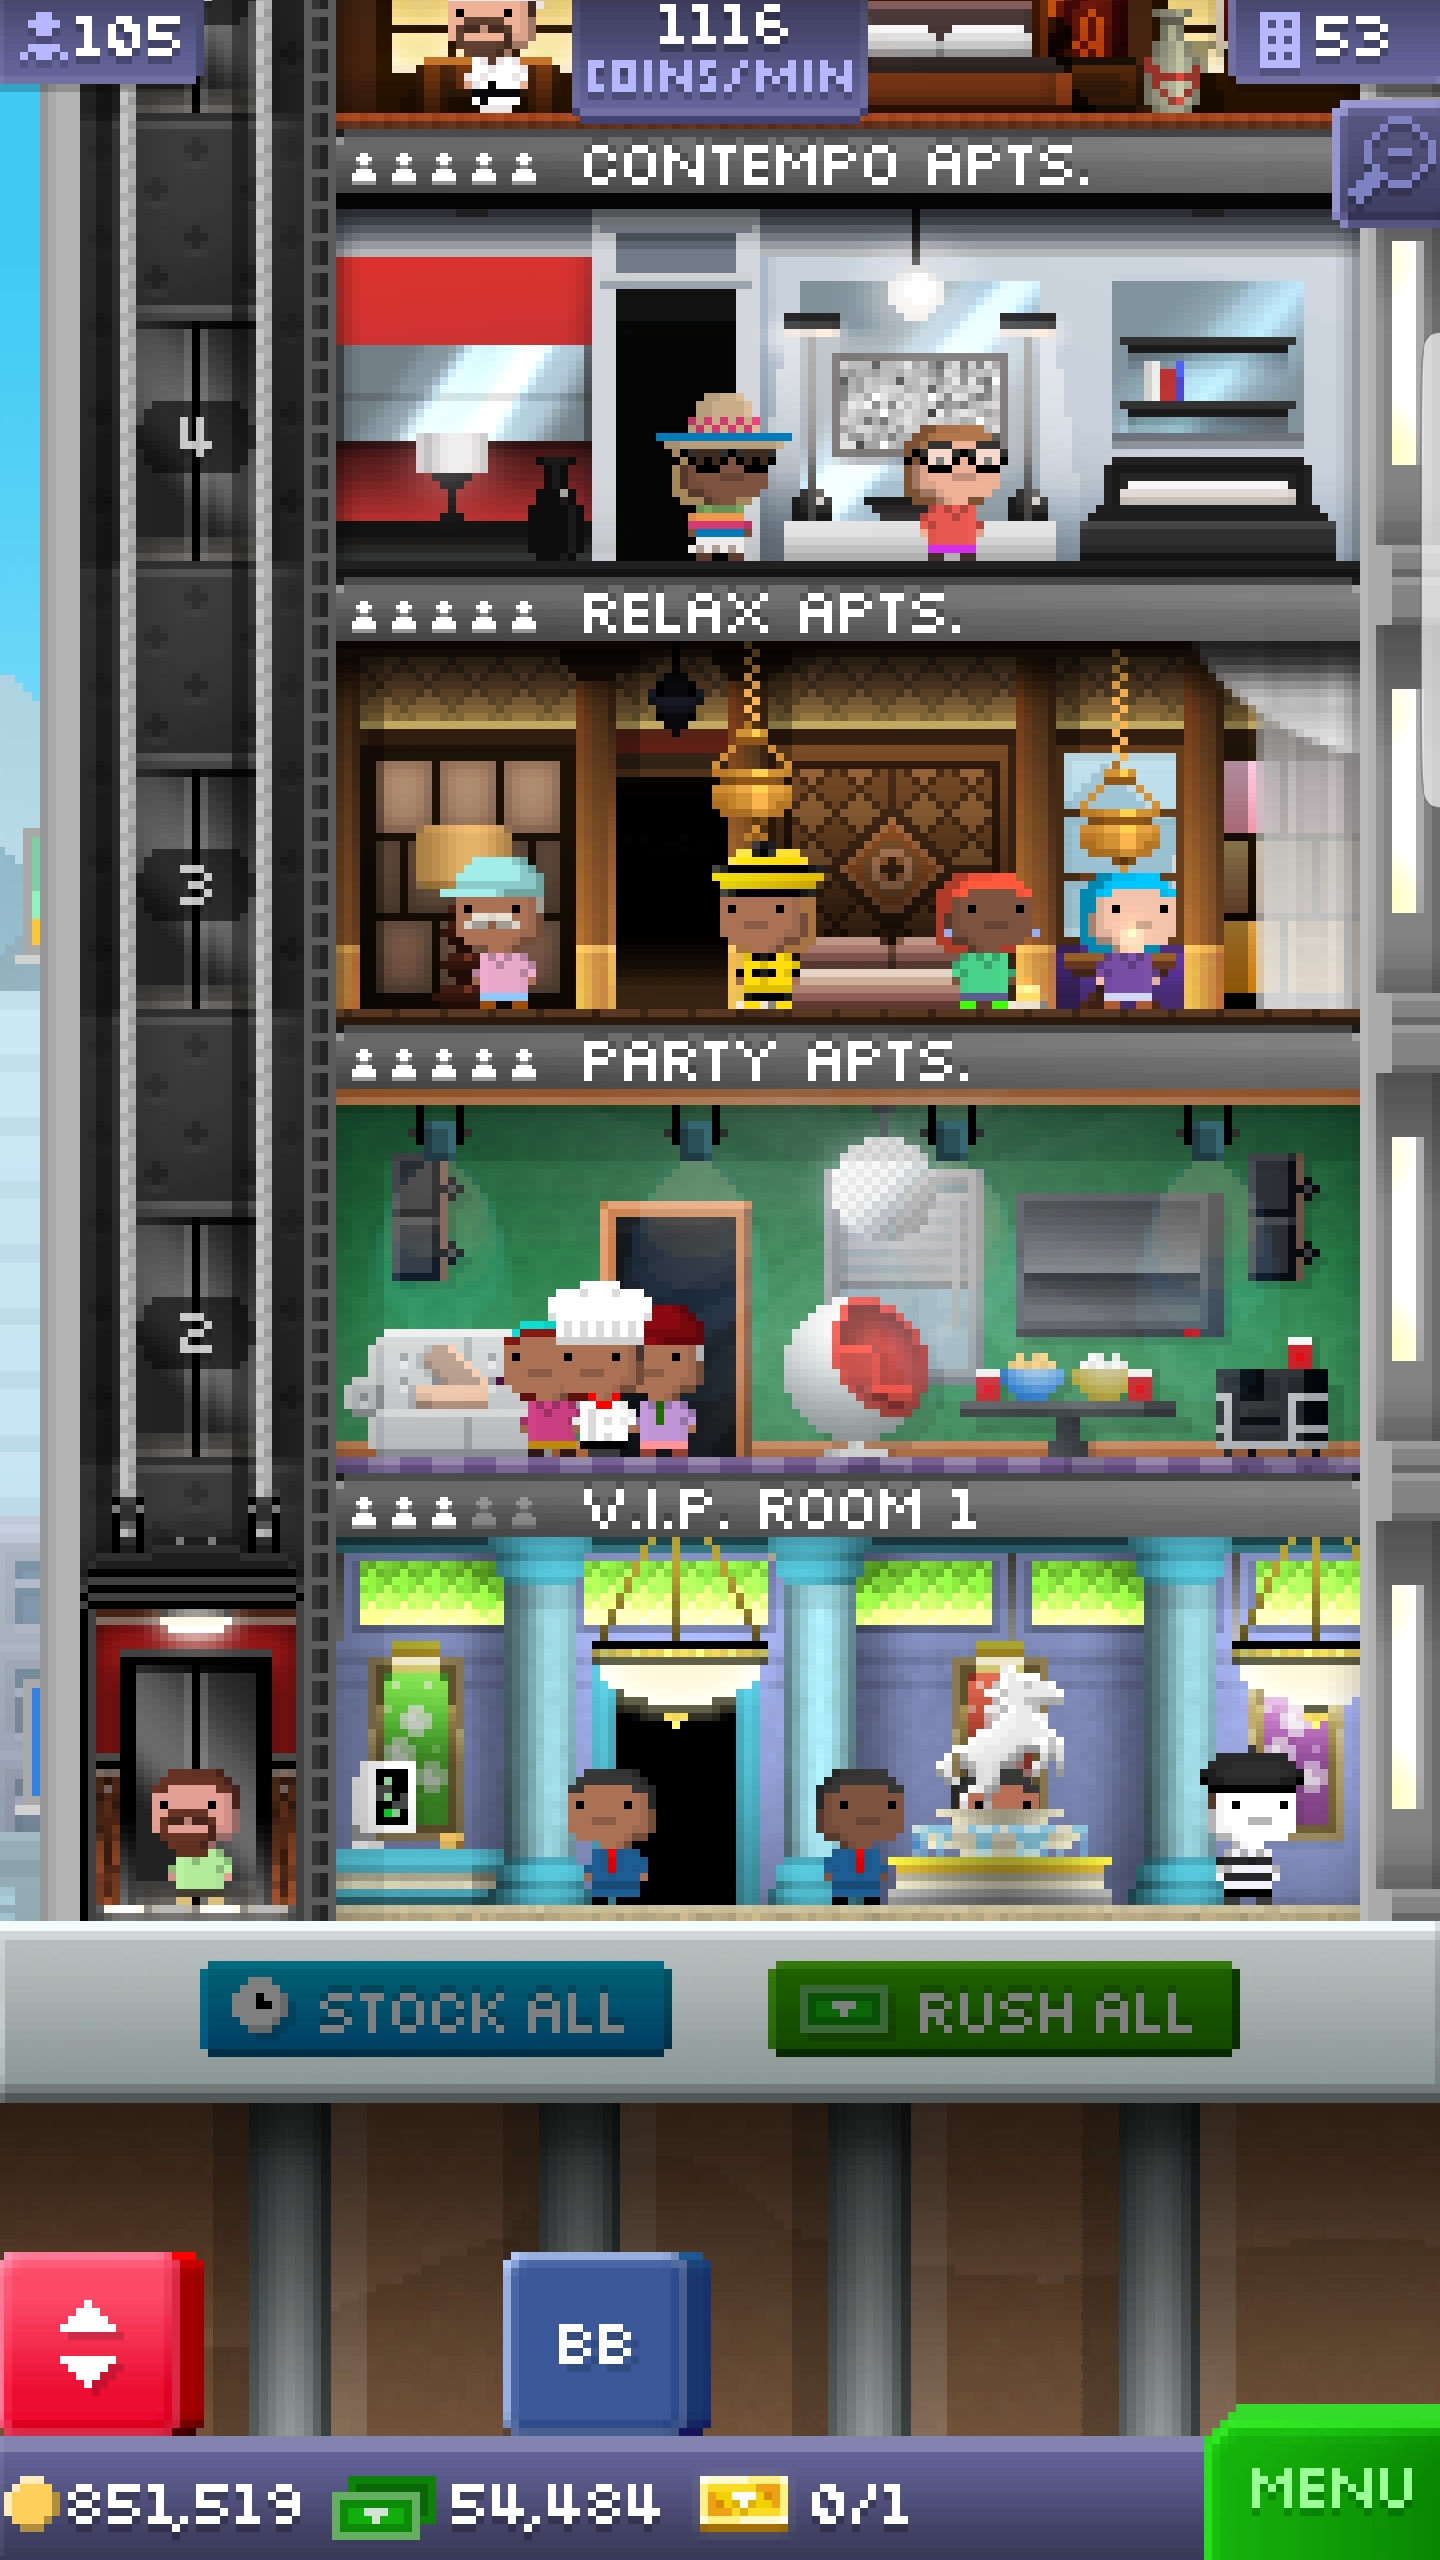 105
1116
COINS/MIN
53
CONTEMPO APTS.
4
RELAX APTS.
3
PARTY APTS.
2
V.I.P. ROOM 1
STOCK ALL
RUSH ALL
BB
851,519
54,484
0/1
MENU